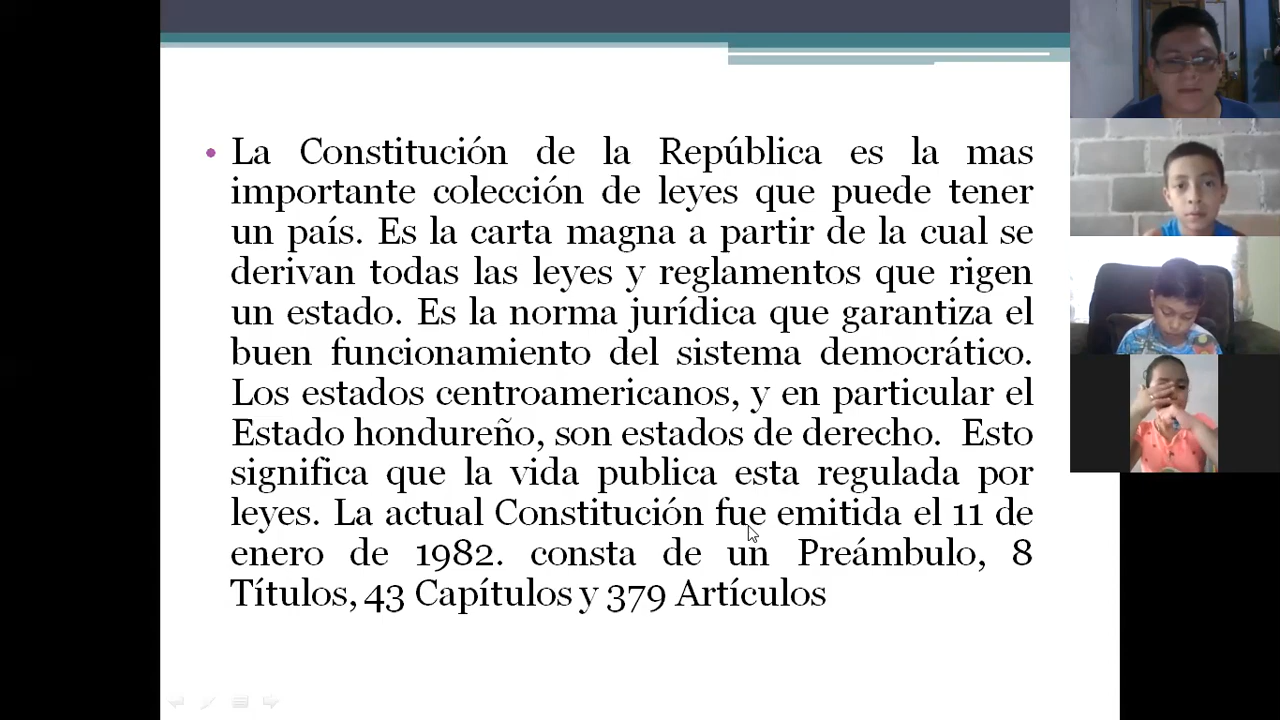 La Constitución de la República es la mas
importante colección de leyes que puede tener
un país. Es la carta magna a partir de la cual se
derivan todas las leyes y reglamentos que rigen
un estado. Es la norma jurídica que garantiza el
buen funcionamiento del sistema democrático.
Los estados centroamericanos, y en particular el
Estado hondureño, son estados de derecho. Esto
significa que la vida publica esta regulada por
leyes. La actual Constitución fue emitida el 11 de
enero de 1982. consta de un Preámbulo, 8
Títulos, 43 Capítulos y 379 Artículos